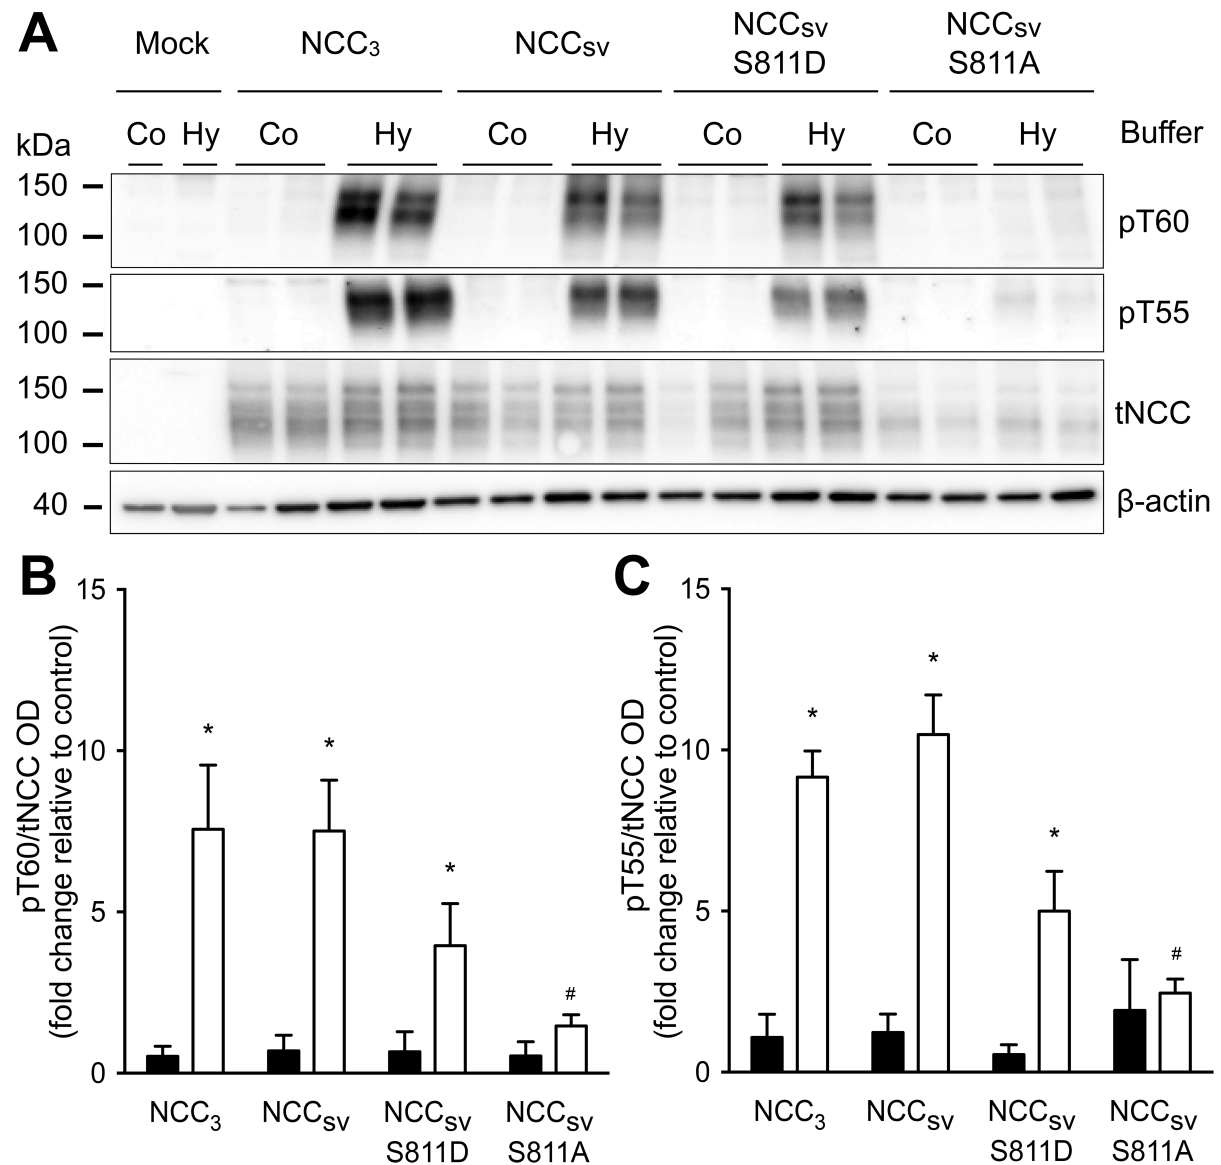 A
Mock NCC3 NCCSV NCCSV S811D NCCSV S811A
kDa Co Hy Co Hy Co Hy Co Hy Co Hy Buffer
150
100
pT60
150
100
pT55
150
100
tNCC
40
β-actin
B
pT60/tNCC OD
(fold change relative to control)
15
10
5
0
*
*
*
#
NCC3 NCCSV NCCSV NCCSV
S811D S811A
C
pT55/tNCC OD
(fold change relative to control)
15
10
5
0
*
*
*
#
NCC3 NCCSV NCCSV NCCSV
S811D S811A